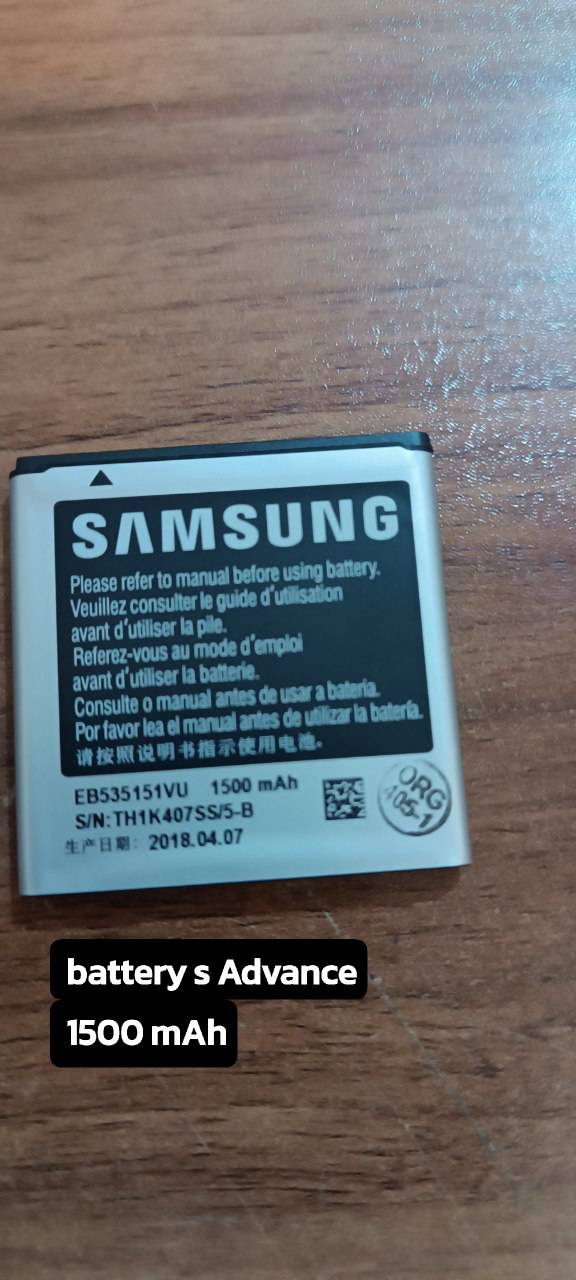 SAMSUNG
Please refer to manual before using battery.
Veuillez consulter le guide d'utilisation
avant d'utiliser la pile.
Referez-vous au mode d'emploi
avant d'utiliser la batterie.
Consulte o manual antes de usar a bateria.
Por favor lea el manual antes de utilizar la batería.
请按照说明书指示使用电池。
EB535151VU 1500 mAh
S/N: TH1K407SS/5-B
生产日期: 2018.04.07
ORG
405-1
battery s Advance
1500 mAh